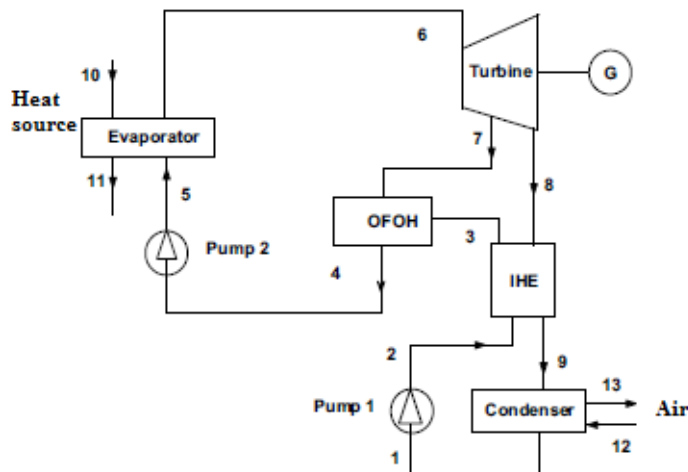 6
Turbine
G
10
Heat
source
Evaporator
7
11
5
8
OFOH
3
Pump 2
4
IHE
2
9
13
Pump 1
Condenser
Air
12
1